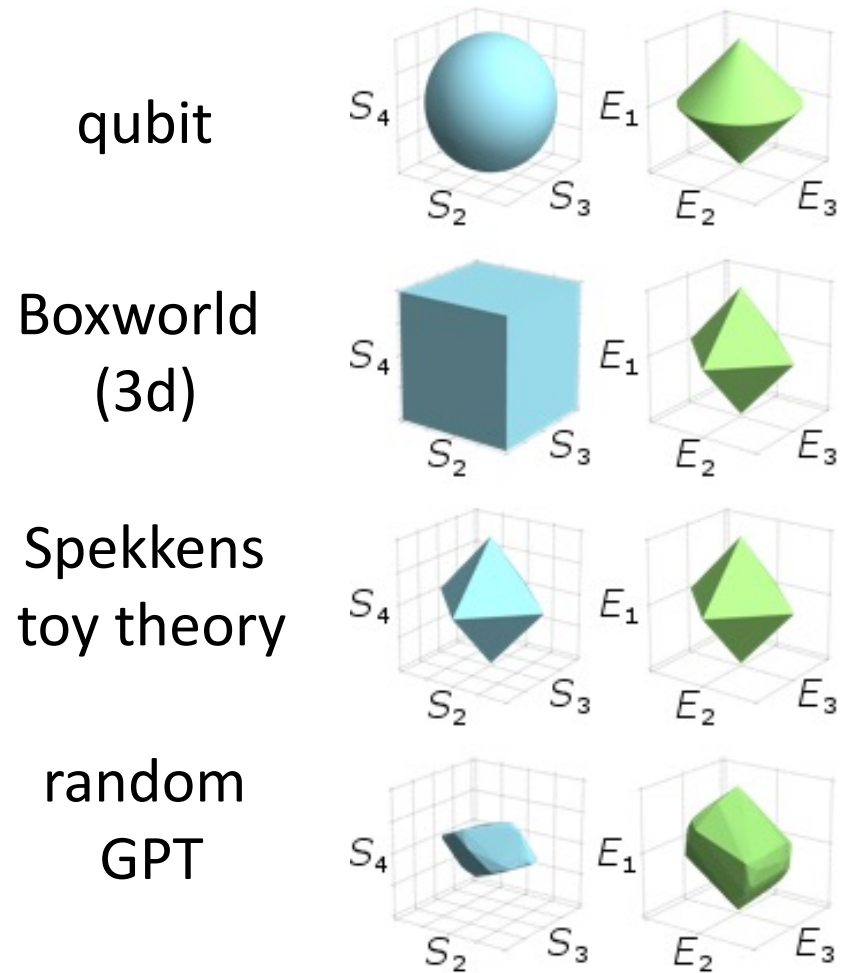 qubit
S₄
S₂
S₃
E₁
E₂
E₃
Boxworld
(3d)
S₄
S₂
S₃
E₁
E₂
E₃
Spekkens
toy theory
S₄
S₂
S₃
E₁
E₂
E₃
random
GPT
S₄
S₂
S₃
E₁
E₂
E₃